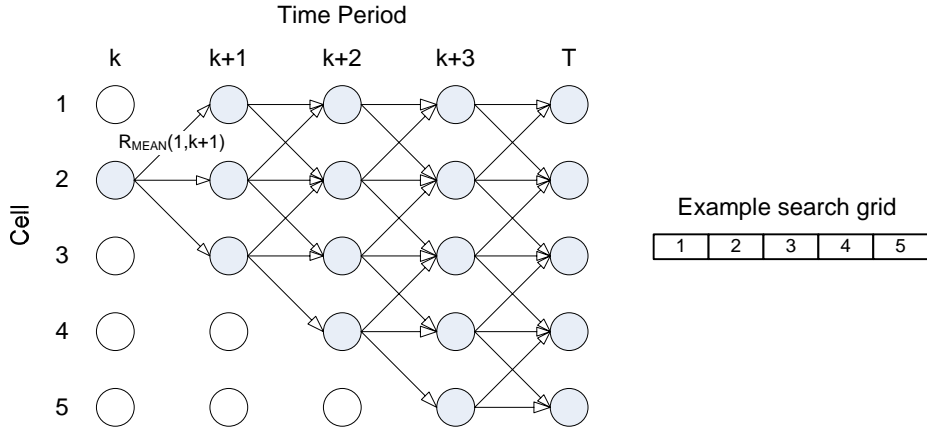 Time Period
k k+1 k+2 k+3 T
1
R_MEAN(1,k+1)
2
Cell
3
4
5
Example search grid
1 2 3 4 5